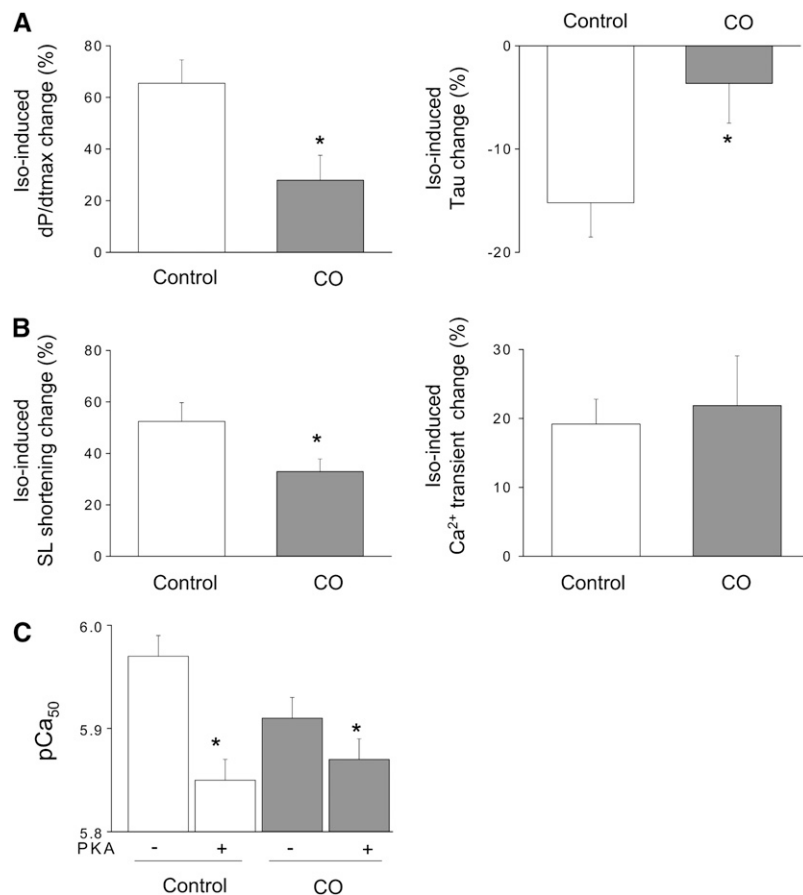 A
Iso-induced
dP/dtmax change (%)
80
60
40
20
0
*
Control
CO
Control
CO
Iso-induced
Tau change (%)
0
-10
-20
*
B
Iso-induced
SL shortening change (%)
80
60
40
20
0
*
Control
CO
Iso-induced
Ca²⁺ transient change (%)
30
20
10
0
Control
CO
C
pCa₅₀
6.0
5.9
5.8
*
*
PKA - + - +
Control
CO